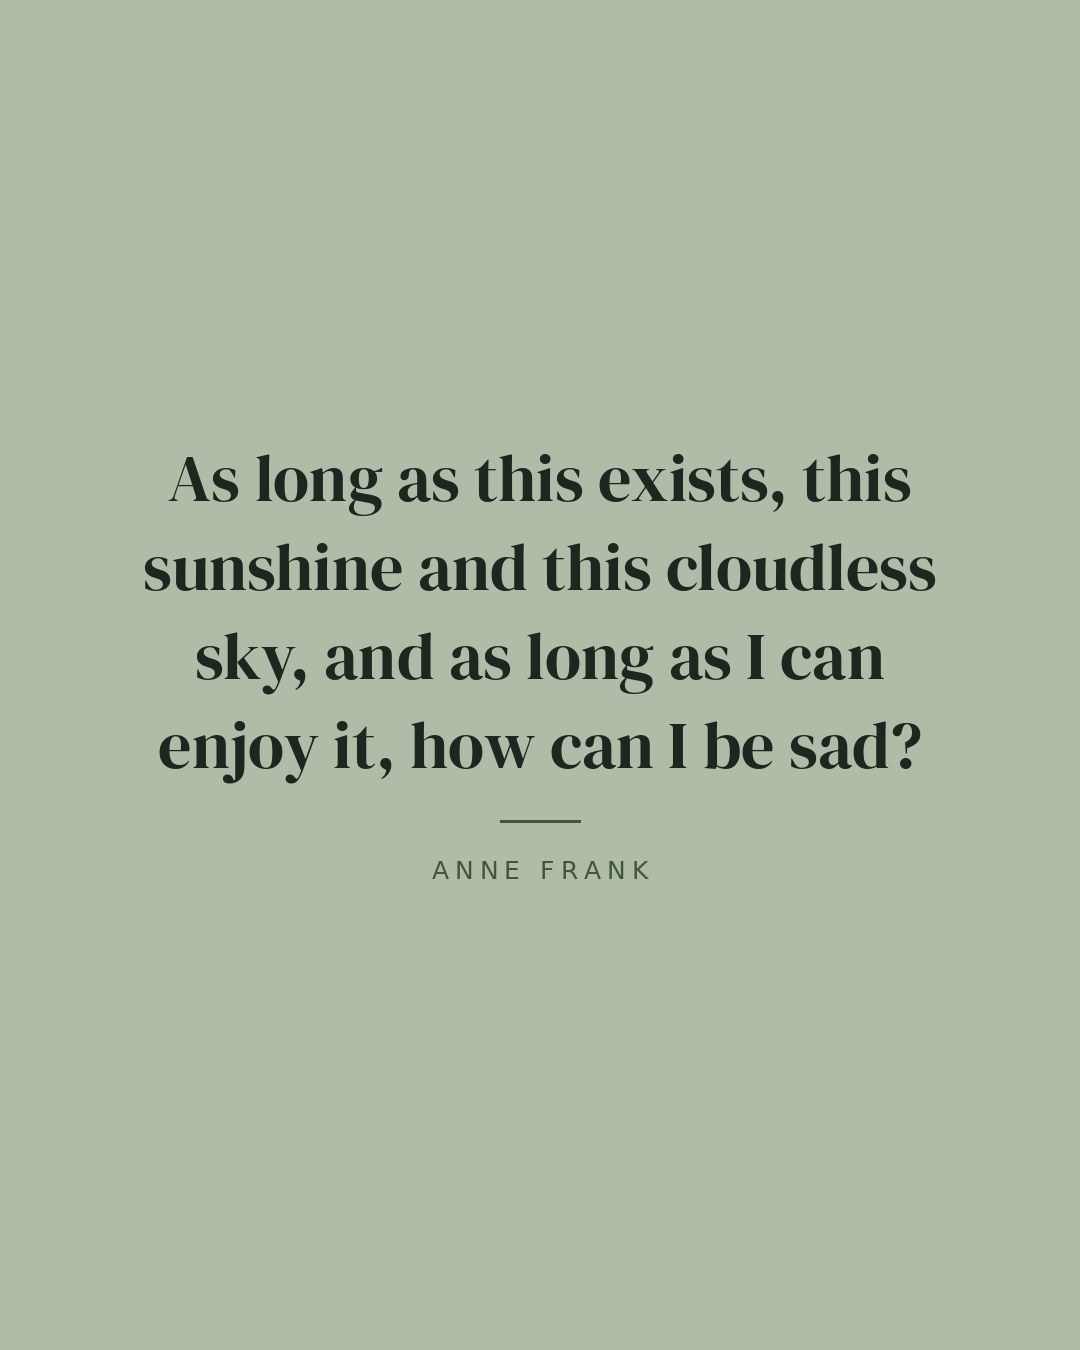 As long as this exists, this
sunshine and this cloudless
sky, and as long as I can
enjoy it, how can I be sad?
ANNE FRANK